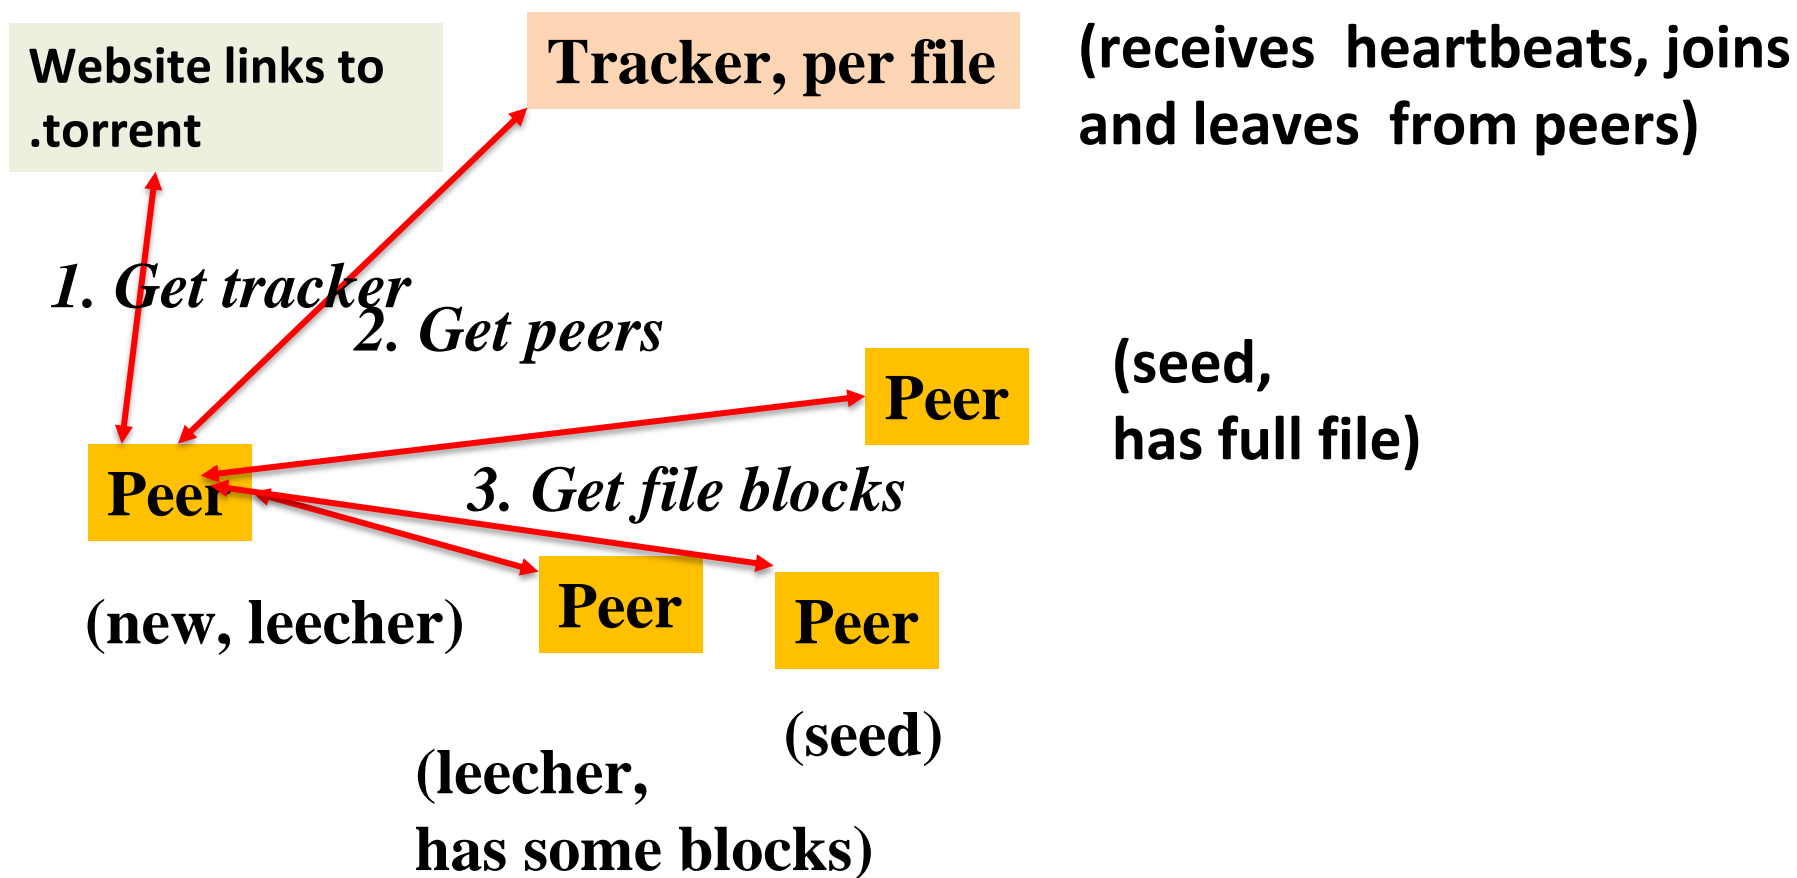 Website links to
.torrent
Tracker, per file
(receives heartbeats, joins
and leaves from peers)
1. Get tracker
2. Get peers
Peer
(seed,
has full file)
Peer
3. Get file blocks
(new, leecher)
Peer
Peer
(seed)
(leecher,
has some blocks)